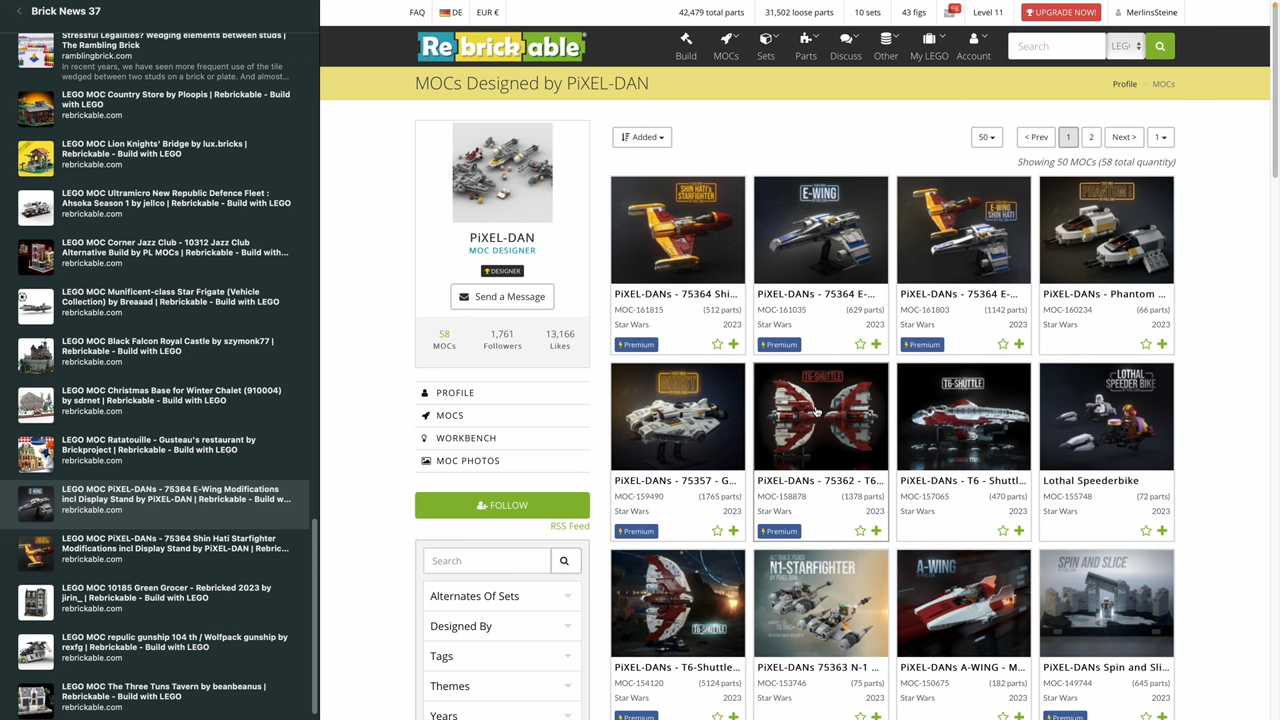 Brick News 37
Stressful Legalities? Wedging elements between studs |
The Rambling Brick
ramblingbrick.com
In recent years, we have seen more frequent use of the tile
wedged between two studs on a brick or plate. And almost...
LEGO MOC Country Store by Ploopis | Rebrickable - Build
with LEGO
rebrickable.com
LEGO MOC Lion Knights' Bridge by lux.bricks |
Rebrickable - Build with LEGO
rebrickable.com
LEGO MOC Ultramicro New Republic Defence Fleet :
Ahsoka Season 1 by jellco | Rebrickable - Build with LEGO
rebrickable.com
LEGO MOC Corner Jazz Club - 10312 Jazz Club
Alternative Build by PL MOCs | Rebrickable - Build with...
rebrickable.com
LEGO MOC Munificent-class Star Frigate (Vehicle
Collection) by Breaaad | Rebrickable - Build with LEGO
rebrickable.com
LEGO MOC Black Falcon Royal Castle by szymonk77 |
Rebrickable - Build with LEGO
rebrickable.com
LEGO MOC Christmas Base for Winter Chalet (910004) by
sdrnet | Rebrickable - Build with LEGO
rebrickable.com
LEGO MOC Ratatouille - Gusteau's restaurant by
Brickproject | Rebrickable - Build with LEGO
rebrickable.com
LEGO MOC PiXEL-DANs - 75364 E-Wing Modifications
incl Display Stand by PiXEL-DAN | Rebrickable - Build w...
rebrickable.com
LEGO MOC PiXEL-DANs - 75364 Shin Hati Starfighter
Modifications incl Display Stand by PiXEL-DAN | Rebric...
rebrickable.com
LEGO MOC 10185 Green Grocer - Rebricked 2023 by
jirin_ | Rebrickable - Build with LEGO
rebrickable.com
LEGO MOC repulic gunship 104 th / Wolfpack gunship by
rexfg | Rebrickable - Build with LEGO
rebrickable.com
LEGO MOC The Three Tuns Tavern by beanbeanus |
Rebrickable - Build with LEGO
rebrickable.com
FAQ DE EUR € 42,479 total parts 31,502 loose parts 10 sets 43 figs 98 Level 11 UPGRADE NOW! MerlinsSteine
Rebrickable Build MOCs Sets Parts Discuss Other My LEGO Account Search LEG
MOCs Designed by PiXEL-DAN Profile MOCs
PiXEL-DAN
MOC DESIGNER
DESIGNER
Send a Message
58 1,761 13,166
MOCs Followers Likes
PROFILE
MOCS
WORKBENCH
MOC PHOTOS
FOLLOW
RSS Feed
Search
Alternates Of Sets
Designed By
Tags
Themes
Years
Added 50 < Prev 1 2 Next > 1
Showing 50 MOCs (58 total quantity)
SHIN HATI'S
STARFIGHTER
PiXEL-DANs - 75364 Shi...
MOC-161815 (512 parts)
Star Wars 2023
Premium
E-WING
PiXEL-DANs - 75364 E-...
MOC-161035 (629 parts)
Star Wars 2023
Premium
E-WING
SHIN HATI
PiXEL-DANs - 75364 E-...
MOC-161803 (1142 parts)
Star Wars 2023
Premium
PHANTOM I
PiXEL-DANs - Phantom ...
MOC-160234 (66 parts)
Star Wars 2023
GHOST
PiXEL-DANs - 75357 - G...
MOC-159490 (1765 parts)
Star Wars 2023
Premium
T6-SHUTTLE
PiXEL-DANs - 75362 - T6...
MOC-158878 (1378 parts)
Star Wars 2023
Premium
T6-SHUTTLE
PiXEL-DANs - T6 - Shuttl...
MOC-157065 (470 parts)
Star Wars 2023
LOTHAL
SPEEDER BIKE
Lothal Speederbike
MOC-155748 (72 parts)
Star Wars 2023
T6-SHUTTLE
PiXEL-DANs - T6-Shuttle...
MOC-154120 (5124 parts)
Star Wars 2023
Premium
ALT BUILD 75363
N1-STARFIGHTER
BY PIXEL DAN
PiXEL-DANs 75363 N-1 ...
MOC-153746 (75 parts)
Star Wars 2023
A-WING
PiXEL-DANs A-WING - M...
MOC-150675 (182 parts)
Star Wars 2023
SPIN AND SLICE
PiXEL-DANs Spin and Sli...
MOC-149744 (645 parts)
Star Wars 2023
Premium